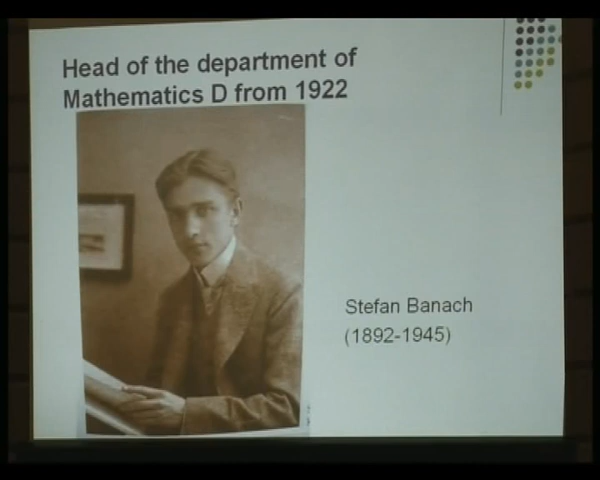 Head of the department of
Mathematics D from 1922
Stefan Banach
(1892-1945)